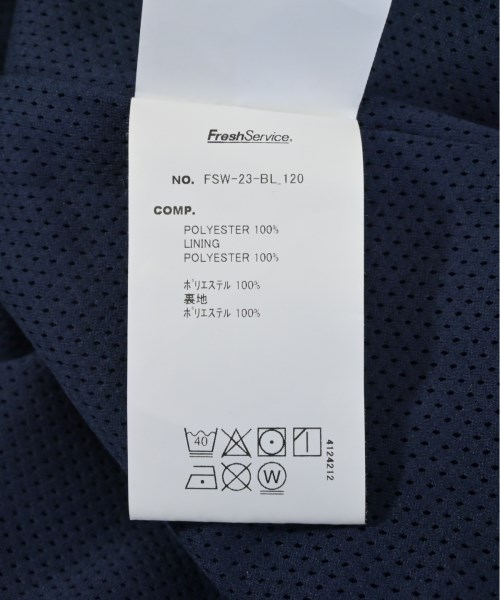 FreshService.
NO. FSW-23-BL_120
COMP.
POLYESTER 100%
LINING
POLYESTER 100%
ﾎﾟﾘｴｽﾃﾙ 100%
裏地
ﾎﾟﾘｴｽﾃﾙ 100%
40
W
4124212